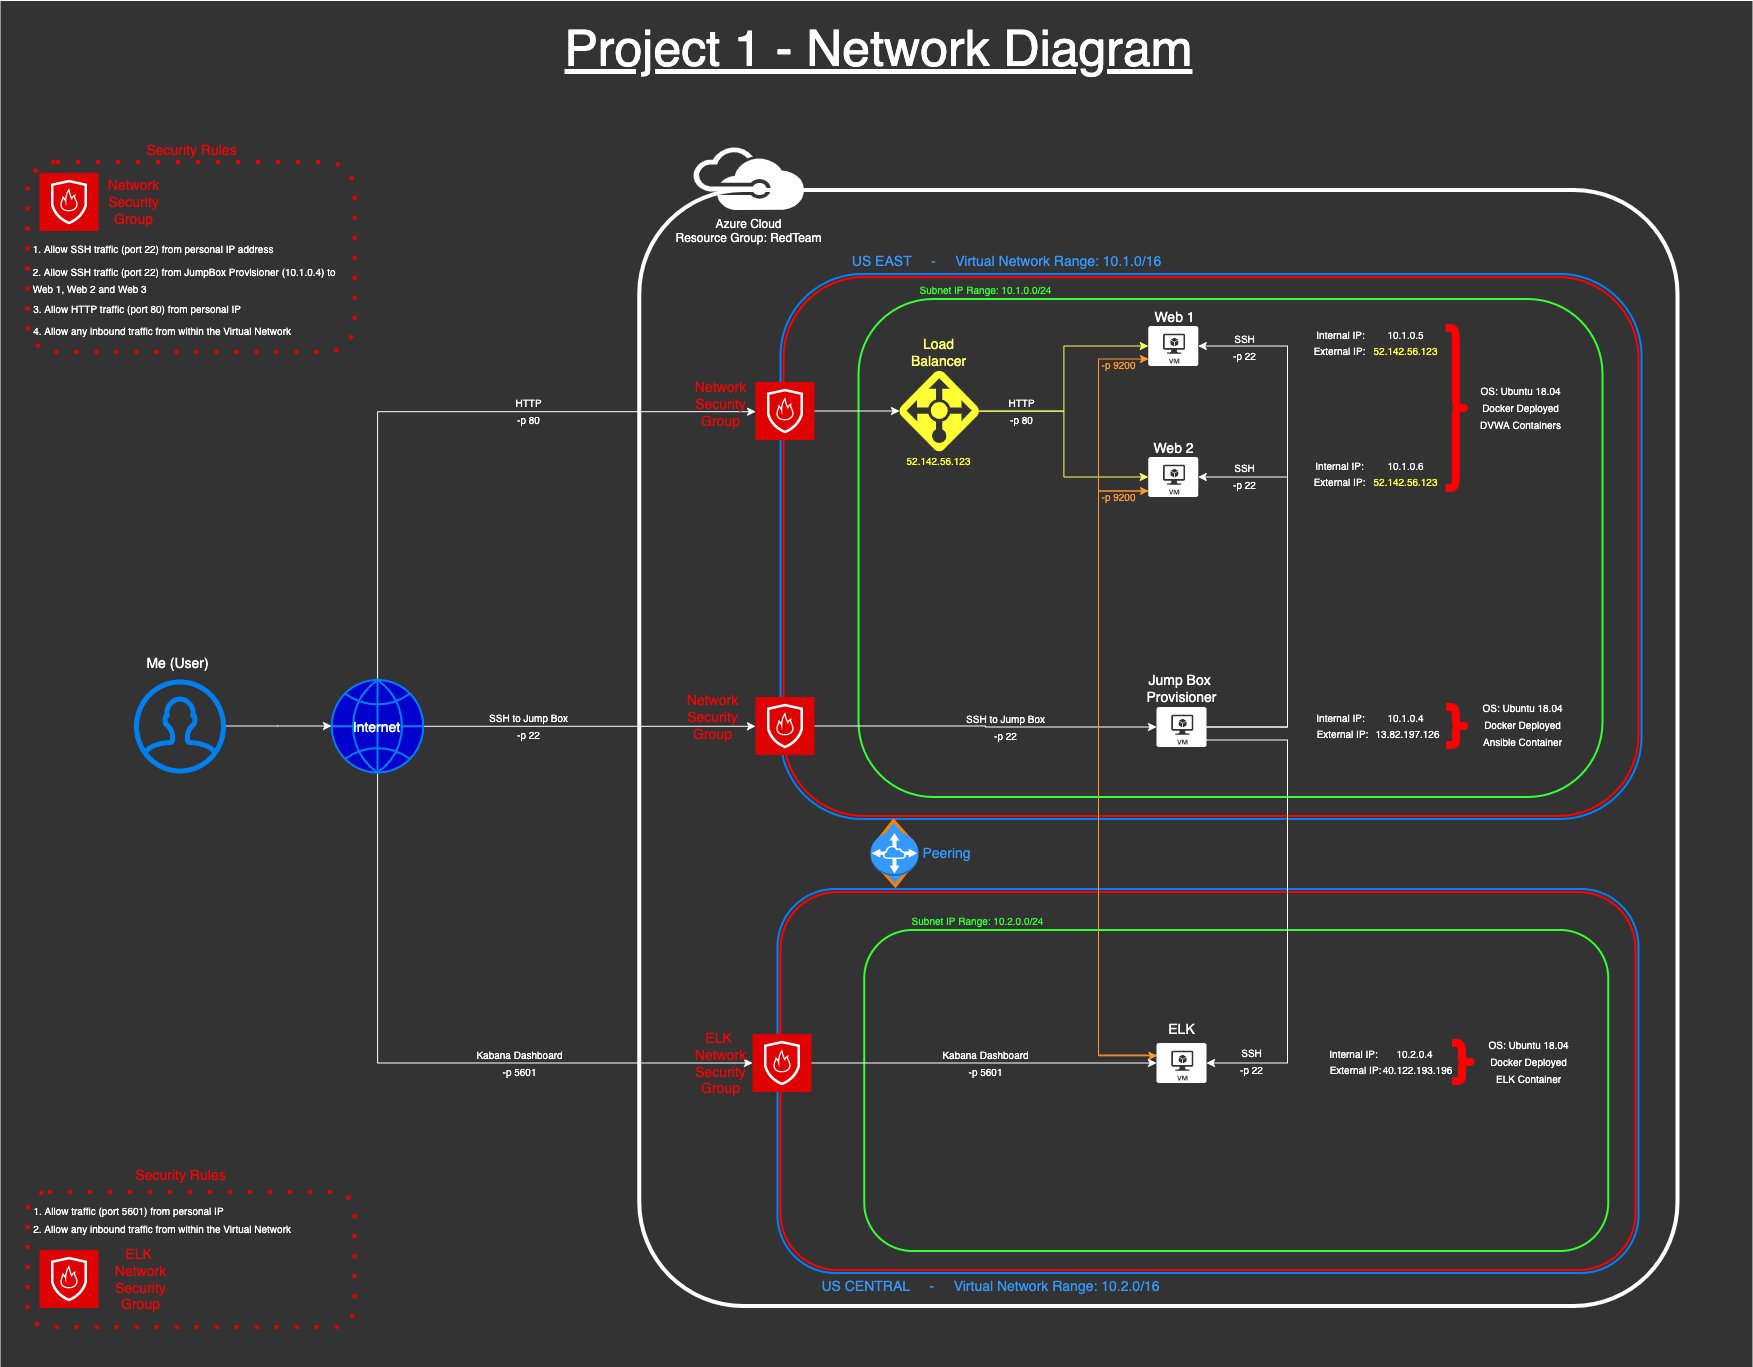 Project 1 - Network Diagram
Security Rules
Network
Security
Group
1. Allow SSH traffic (port 22) from personal IP address
2. Allow SSH traffic (port 22) from JumpBox Provisioner (10.1.0.4) to
Web 1, Web 2 and Web 3
3. Allow HTTP traffic (port 80) from personal IP
4. Allow any inbound traffic from within the Virtual Network
Azure Cloud
Resource Group: RedTeam
US EAST - Virtual Network Range: 10.1.0/16
Subnet IP Range: 10.1.0.0/24
Load
Balancer
52.142.56.123
Network
Security
Group
HTTP
-p 80
HTTP
-p 80
Web 1
VM
-p 9200
SSH
-p 22
Internal IP: 10.1.0.5
External IP: 52.142.56.123
Web 2
VM
-p 9200
SSH
-p 22
Internal IP: 10.1.0.6
External IP: 52.142.56.123
OS: Ubuntu 18.04
Docker Deployed
DVWA Containers
Me (User)
Internet
SSH to Jump Box
-p 22
Network
Security
Group
SSH to Jump Box
-p 22
Jump Box
Provisioner
VM
Internal IP: 10.1.0.4
External IP: 13.82.197.126
OS: Ubuntu 18.04
Docker Deployed
Ansible Container
Peering
Subnet IP Range: 10.2.0.0/24
Kabana Dashboard
-p 5601
ELK
Network
Security
Group
Kabana Dashboard
-p 5601
ELK
VM
SSH
-p 22
Internal IP: 10.2.0.4
External IP: 40.122.193.196
OS: Ubuntu 18.04
Docker Deployed
ELK Container
US CENTRAL - Virtual Network Range: 10.2.0/16
Security Rules
1. Allow traffic (port 5601) from personal IP
2. Allow any inbound traffic from within the Virtual Network
ELK
Network
Security
Group